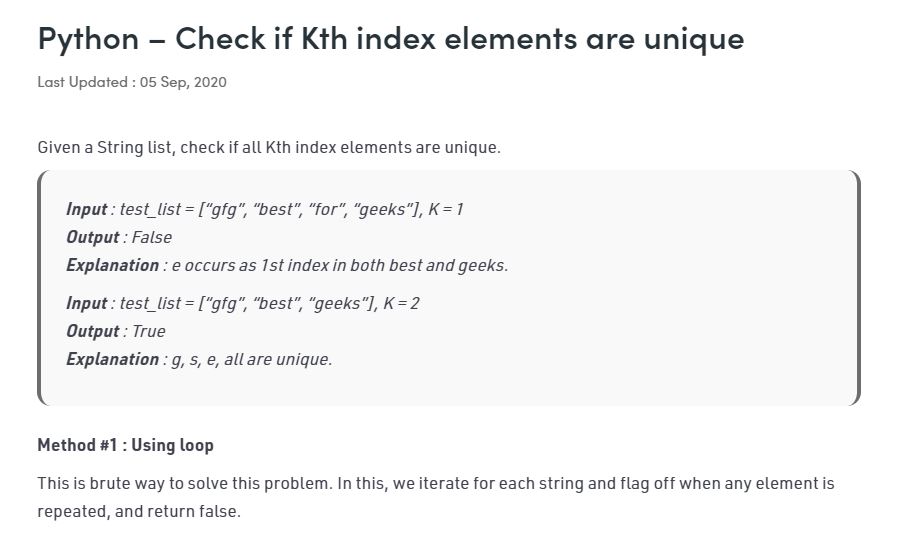 Python – Check if Kth index elements are unique
Last Updated : 05 Sep, 2020
Given a String list, check if all Kth index elements are unique.
Input : test_list = [“gfg”, “best”, “for”, “geeks”], K = 1
Output : False
Explanation : e occurs as 1st index in both best and geeks.
Input : test_list = [“gfg”, “best”, “geeks”], K = 2
Output : True
Explanation : g, s, e, all are unique.
Method #1 : Using loop
This is brute way to solve this problem. In this, we iterate for each string and flag off when any element is
repeated, and return false.